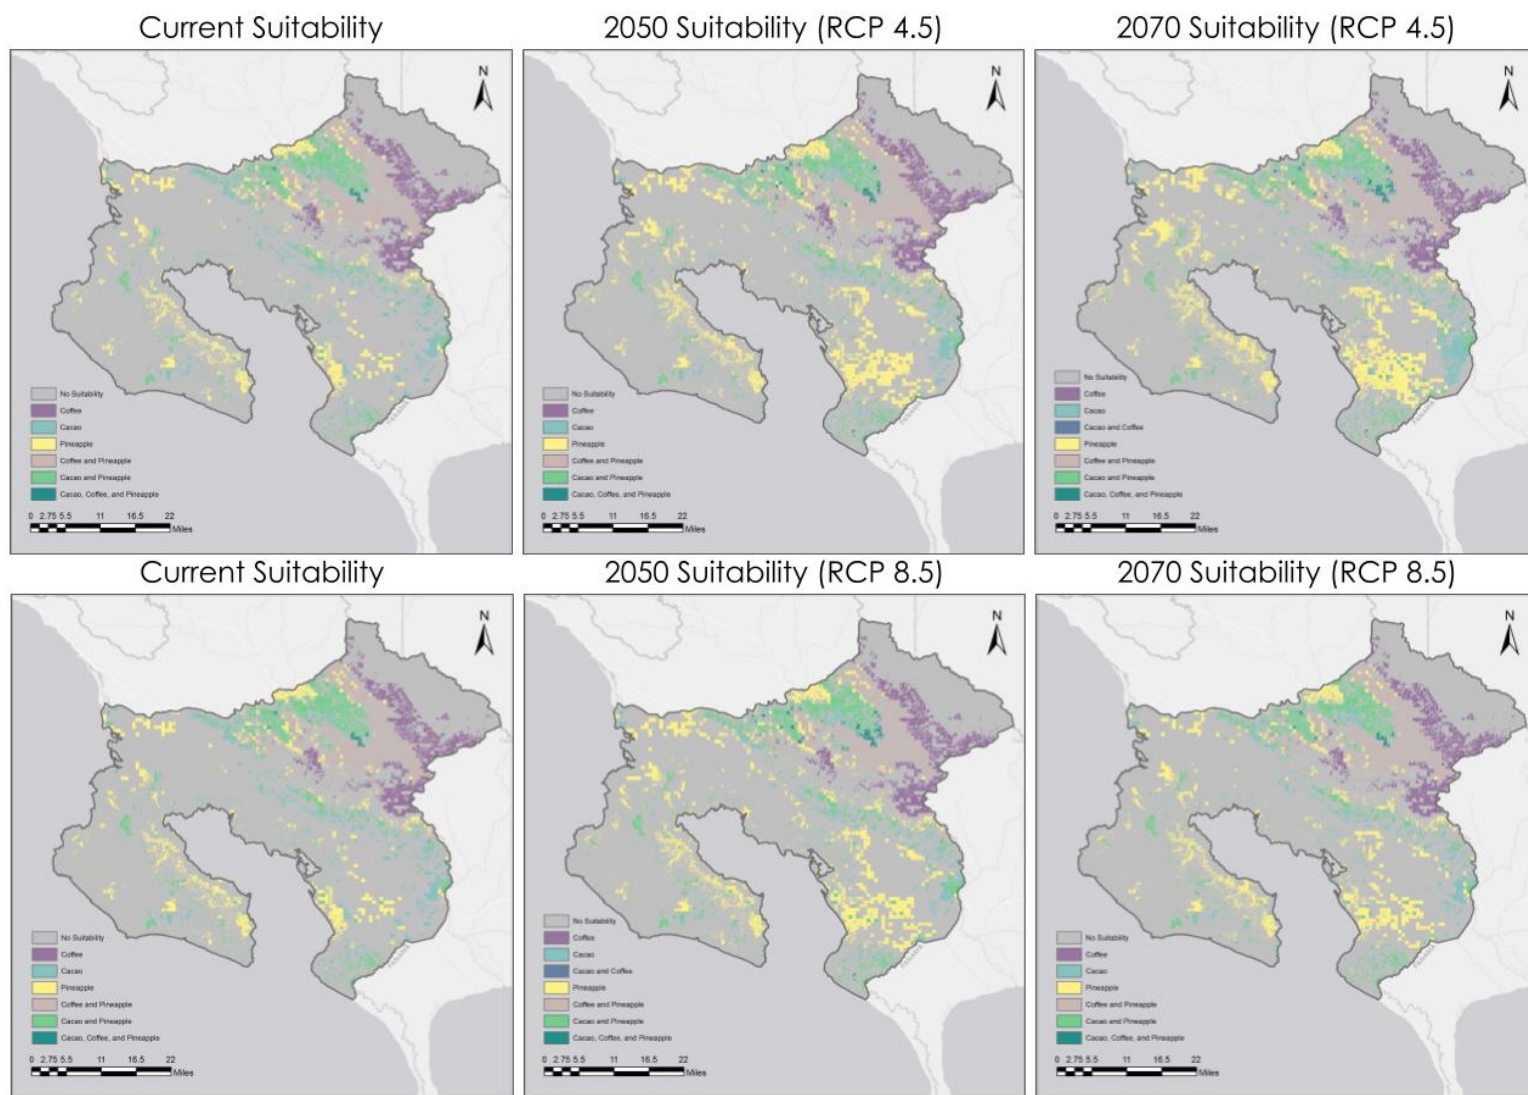 Current Suitability
N
No Suitability
Coffee
Cacao
Pineapple
Coffee and Pineapple
Cacao and Pineapple
Cacao, Coffee, and Pineapple
0 2.75 5.5 11 16.5 22
Miles
2050 Suitability (RCP 4.5)
N
No Suitability
Coffee
Cacao
Pineapple
Coffee and Pineapple
Cacao and Pineapple
Cacao, Coffee, and Pineapple
0 2.75 5.5 11 16.5 22
Miles
2070 Suitability (RCP 4.5)
N
No Suitability
Coffee
Cacao
Cacao and Coffee
Pineapple
Coffee and Pineapple
Cacao and Pineapple
Cacao, Coffee, and Pineapple
0 2.75 5.5 11 16.5 22
Miles
Current Suitability
N
No Suitability
Coffee
Cacao
Pineapple
Coffee and Pineapple
Cacao and Pineapple
Cacao, Coffee, and Pineapple
0 2.75 5.5 11 16.5 22
Miles
2050 Suitability (RCP 8.5)
N
No Suitability
Coffee
Cacao
Cacao and Coffee
Pineapple
Coffee and Pineapple
Cacao and Pineapple
Cacao, Coffee, and Pineapple
0 2.75 5.5 11 16.5 22
Miles
2070 Suitability (RCP 8.5)
N
No Suitability
Coffee
Cacao
Pineapple
Coffee and Pineapple
Cacao and Pineapple
Cacao, Coffee, and Pineapple
0 2.75 5.5 11 16.5 22
Miles